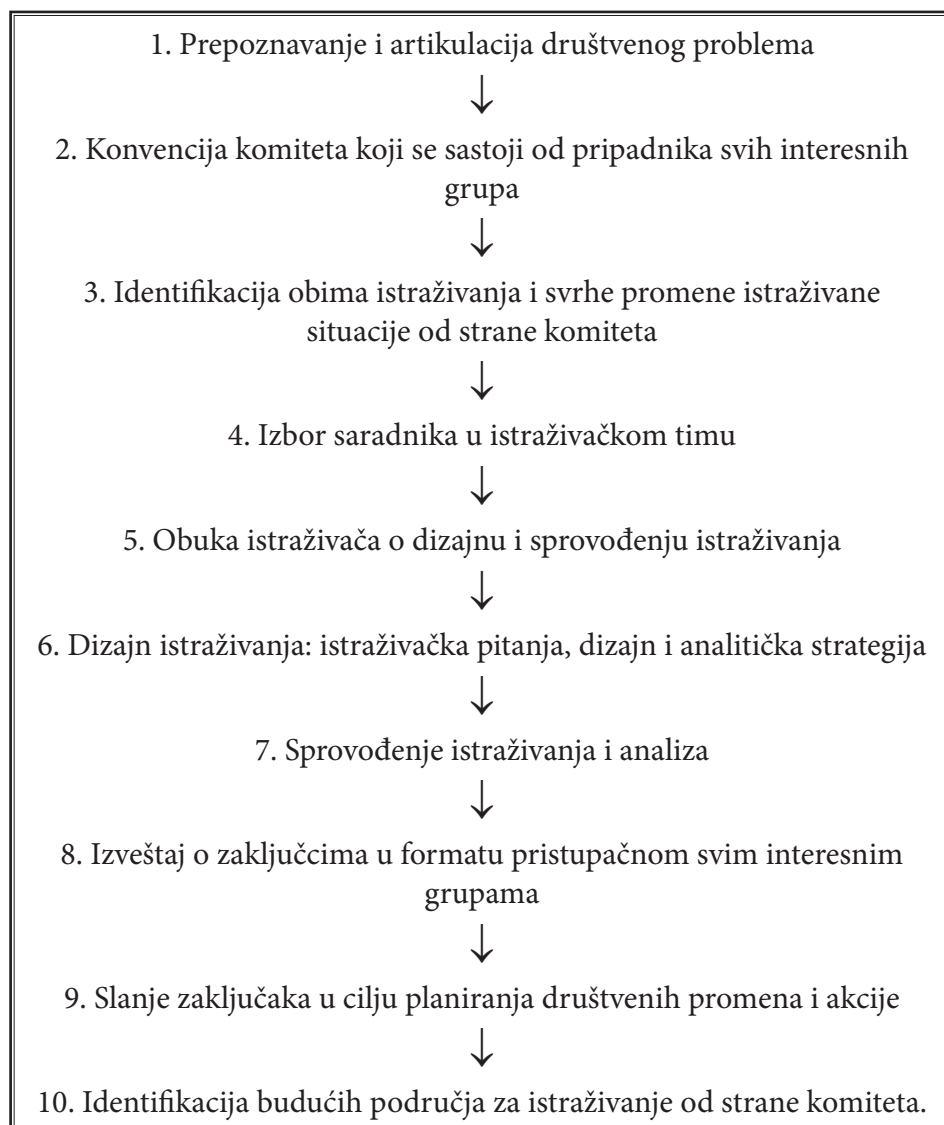 1. Prepoznavanje i artikulacija društvenog problema
↓
2. Konvencija komiteta koji se sastoji od pripadnika svih interesnih
grupa
↓
3. Identifikacija obima istraživanja i svrhe promene istraživane
situacije od strane komiteta
↓
4. Izbor saradnika u istraživačkom timu
↓
5. Obuka istraživača o dizajnu i sprovođenju istraživanja
↓
6. Dizajn istraživanja: istraživačka pitanja, dizajn i analitička strategija
↓
7. Sprovođenje istraživanja i analiza
↓
8. Izveštaj o zaključcima u formatu pristupačnom svim interesnim
grupama
↓
9. Slanje zaključaka u cilju planiranja društvenih promena i akcije
↓
10. Identifikacija budućih područja za istraživanje od strane komiteta.